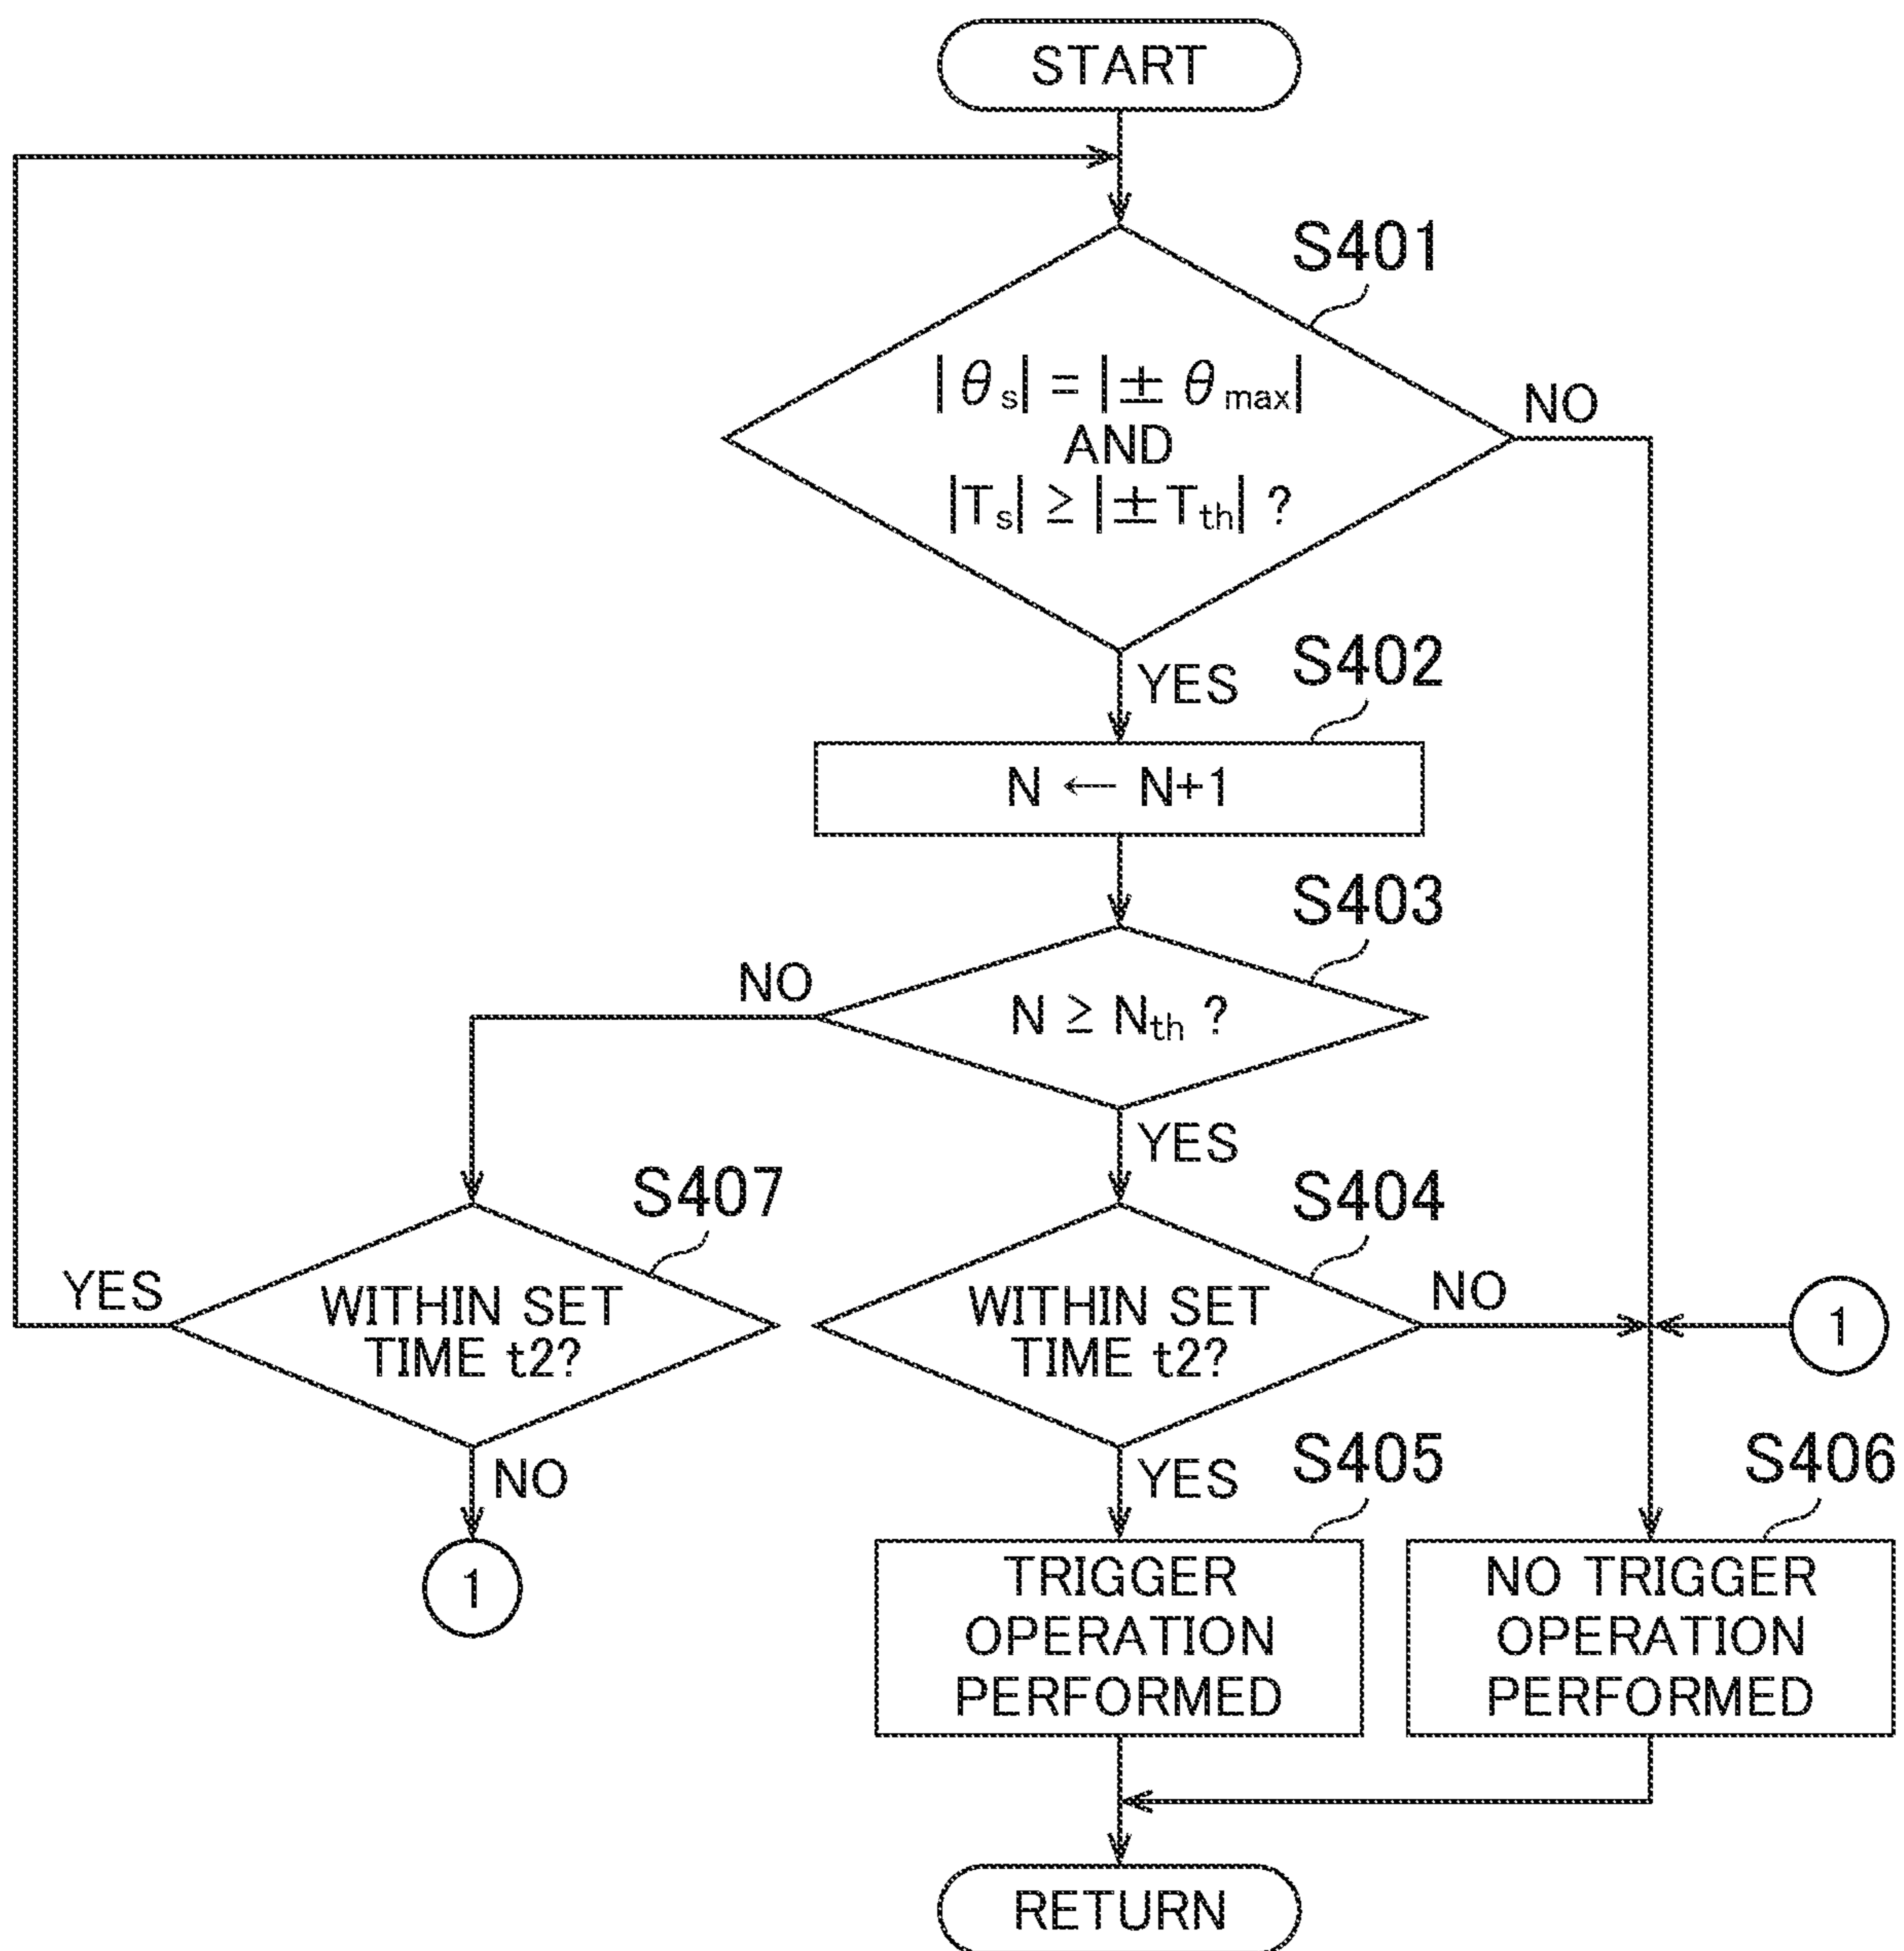 START
S401
|θs| = |± θmax|
AND
|Ts| ≥ |±Tth| ?
NO
YES
S402
N ← N+1
S403
NO
N ≥ Nth ?
YES
S407
S404
YES
WITHIN SET
TIME t2?
WITHIN SET
TIME t2?
NO
1
NO
YES
S405
S406
1
TRIGGER
OPERATION
PERFORMED
NO TRIGGER
OPERATION
PERFORMED
RETURN